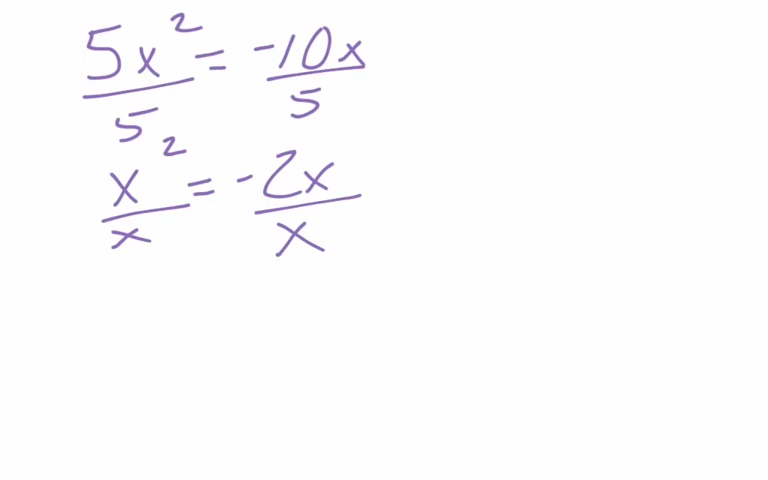 5x² = -10x
5 5
x² = -2x
x x